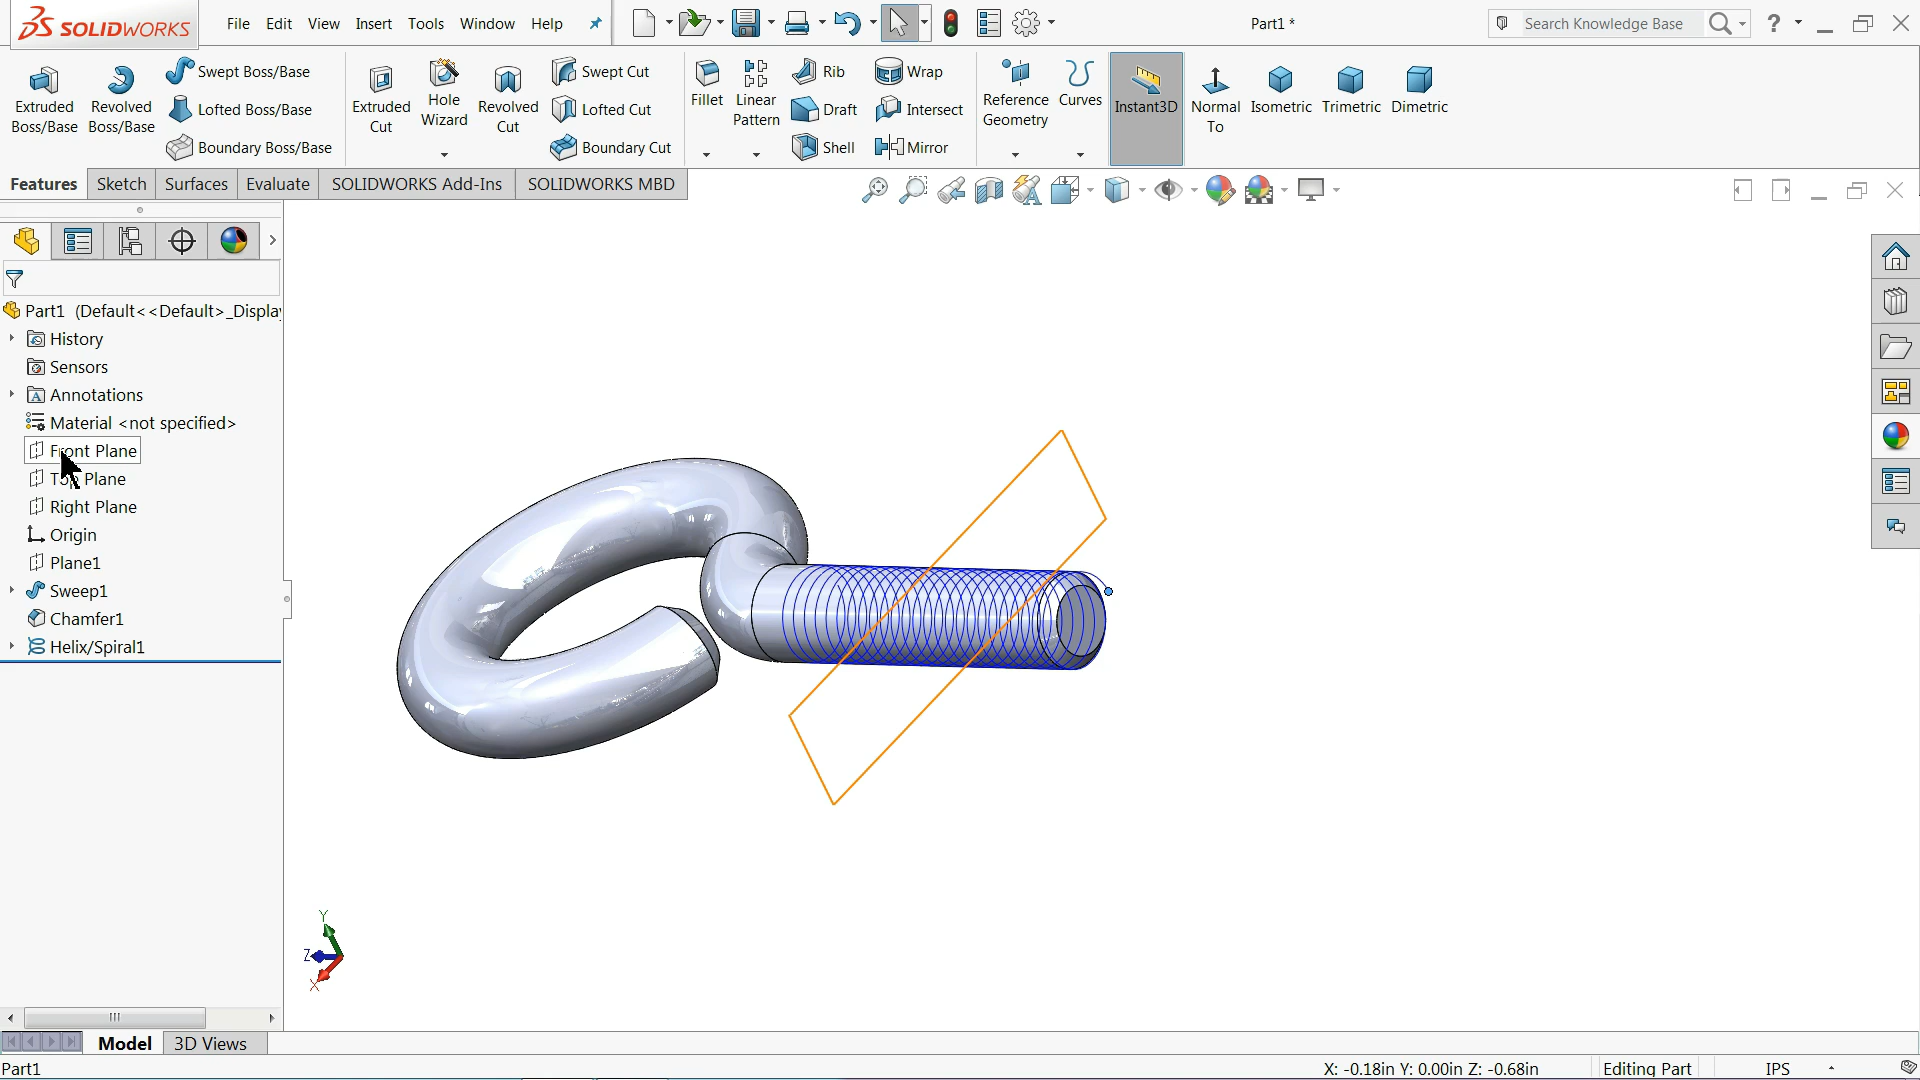 SOLIDWORKS
File Edit View Insert Tools Window Help
Part1 *
Search Knowledge Base
?
Extruded Boss/Base
Revolved Boss/Base
Swept Boss/Base
Lofted Boss/Base
Boundary Boss/Base
Extruded Cut
Hole Wizard
Revolved Cut
Swept Cut
Lofted Cut
Boundary Cut
Fillet
Linear Pattern
Rib
Draft
Shell
Wrap
Intersect
Mirror
Reference Geometry
Curves
Instant3D
Normal To
Isometric
Trimetric
Dimetric
Features Sketch Surfaces Evaluate SOLIDWORKS Add-Ins SOLIDWORKS MBD
Part1 (Default<<Default>_Display
History
Sensors
Annotations
Material <not specified>
Front Plane
Top Plane
Right Plane
Origin
Plane1
Sweep1
Chamfer1
Helix/Spiral1
Y
Z
X
Model 3D Views
Part1
X: -0.18in Y: 0.00in Z: -0.68in
Editing Part
IPS